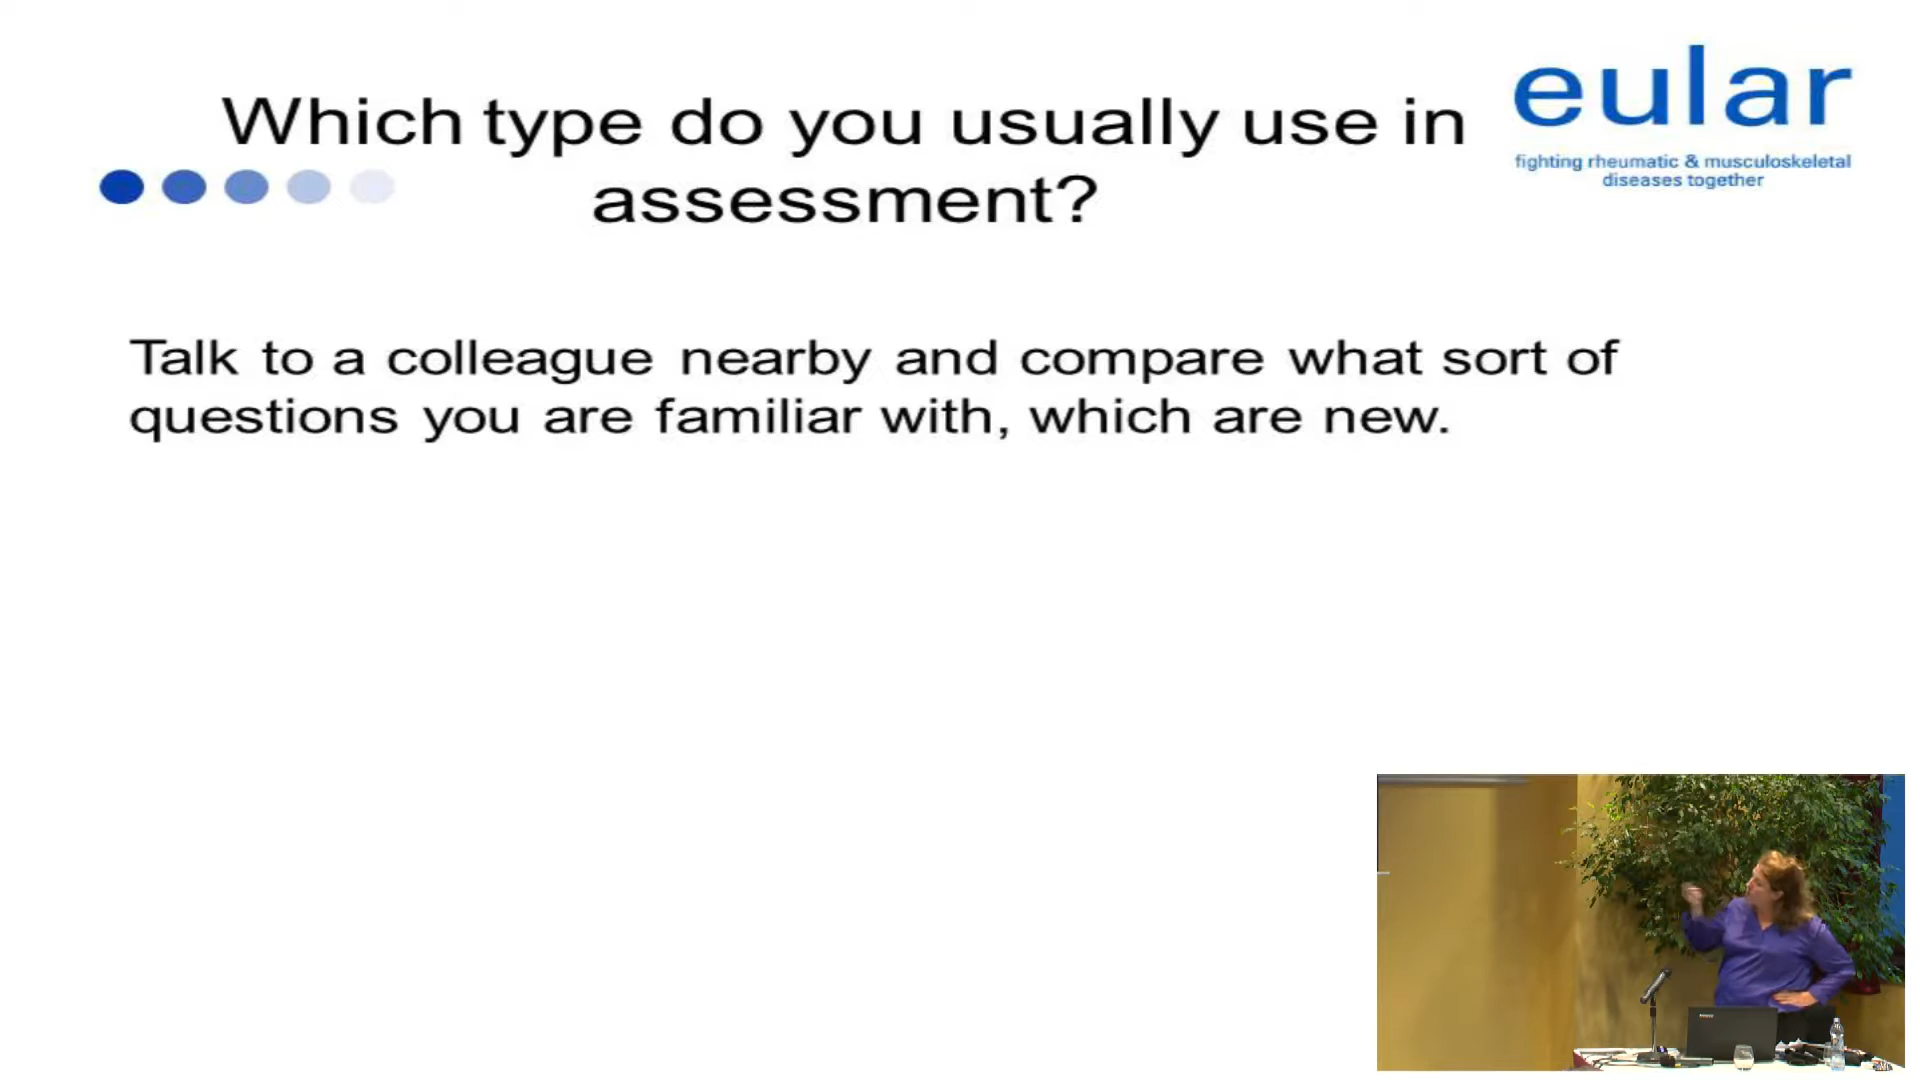 Which type do you usually use in
assessment?
eular
fighting rheumatic & musculoskeletal
diseases together
Talk to a colleague nearby and compare what sort of
questions you are familiar with, which are new.